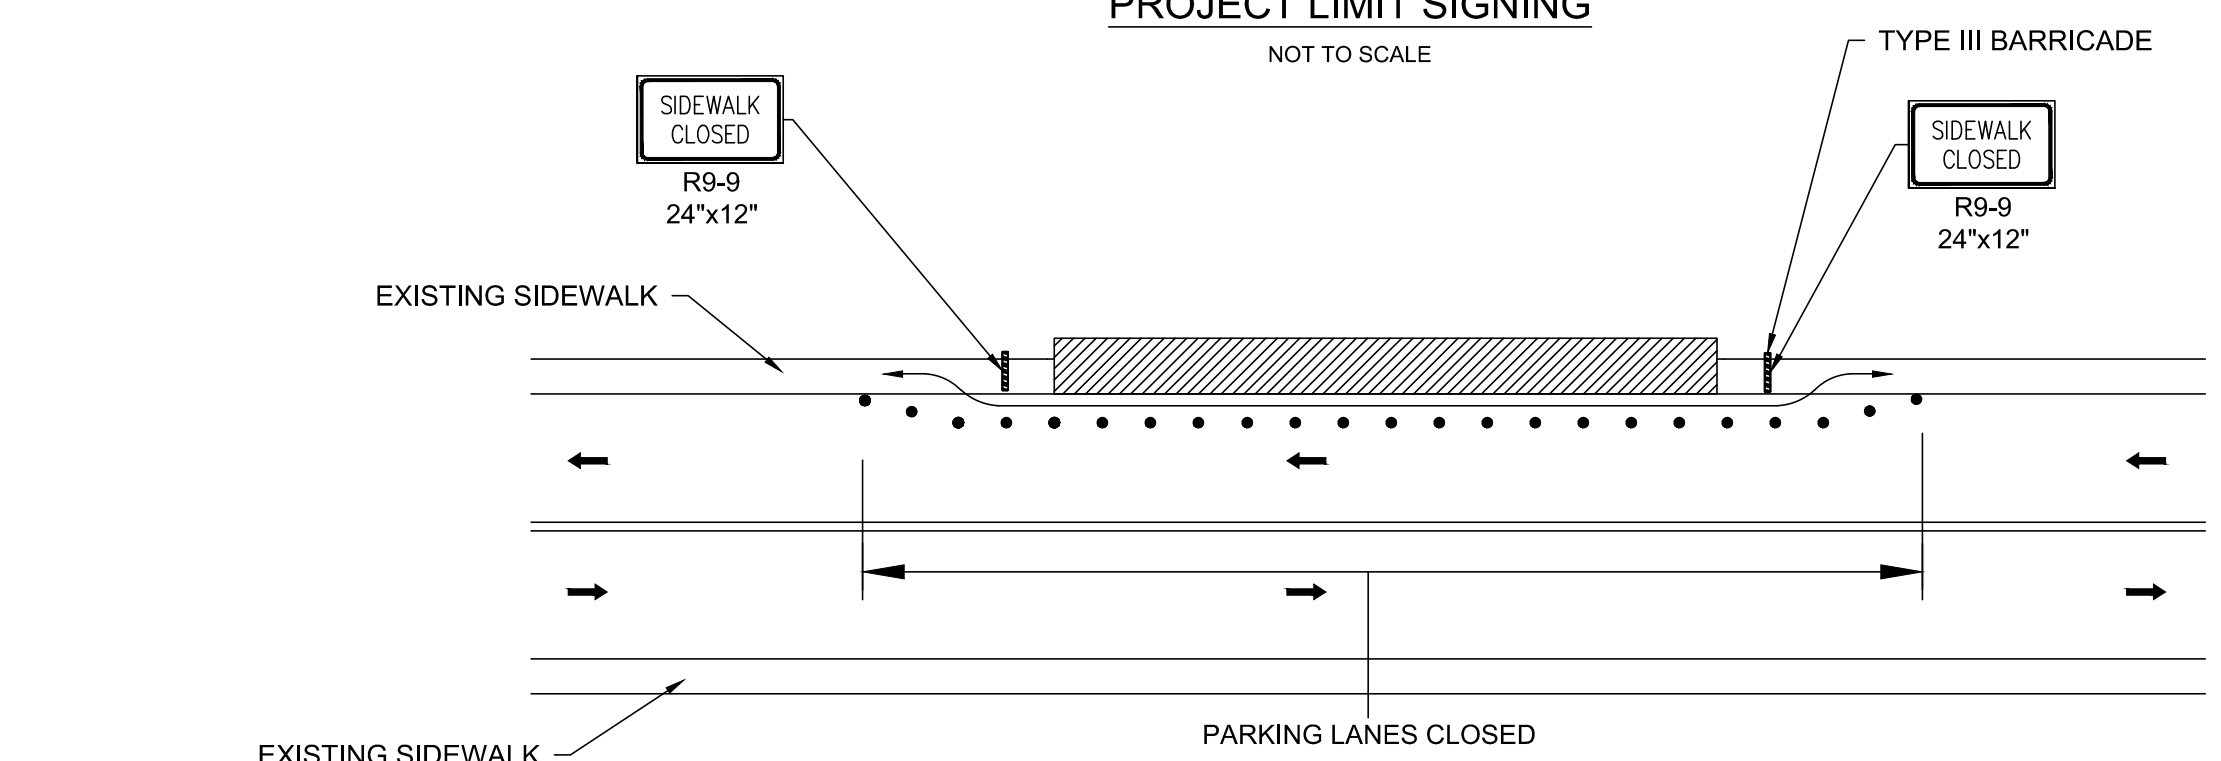 PROJECT LIMIT SIGNING
NOT TO SCALE
TYPE III BARRICADE
SIDEWALK
CLOSED
R9-9
24"x12"
SIDEWALK
CLOSED
R9-9
24"x12"
EXISTING SIDEWALK
PARKING LANES CLOSED
EXISTING SIDEWALK